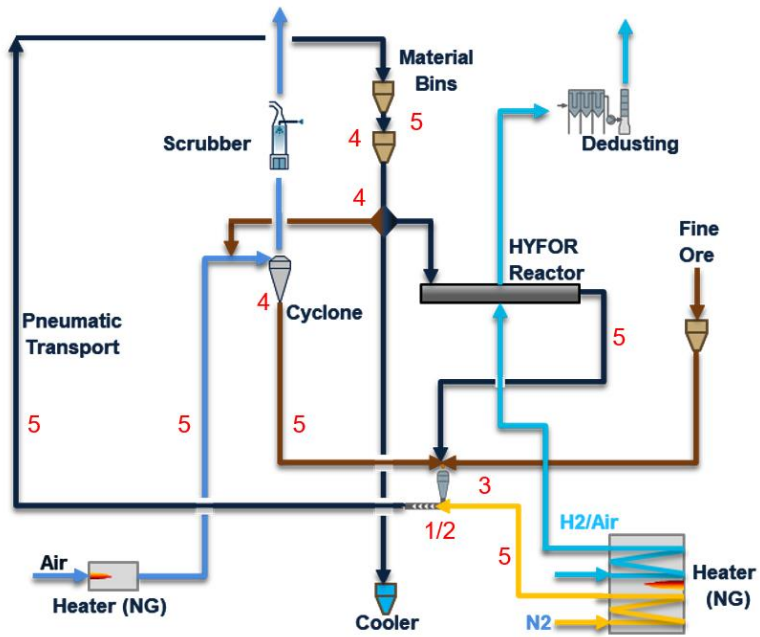 Material
Bins
5
4
Scrubber
Dedusting
4
HYFOR
Reactor
Fine
Ore
4
Cyclone
Pneumatic
Transport
5
5
5
5
3
1/2
H2/Air
5
Air
Heater (NG)
Heater
(NG)
N2
Cooler